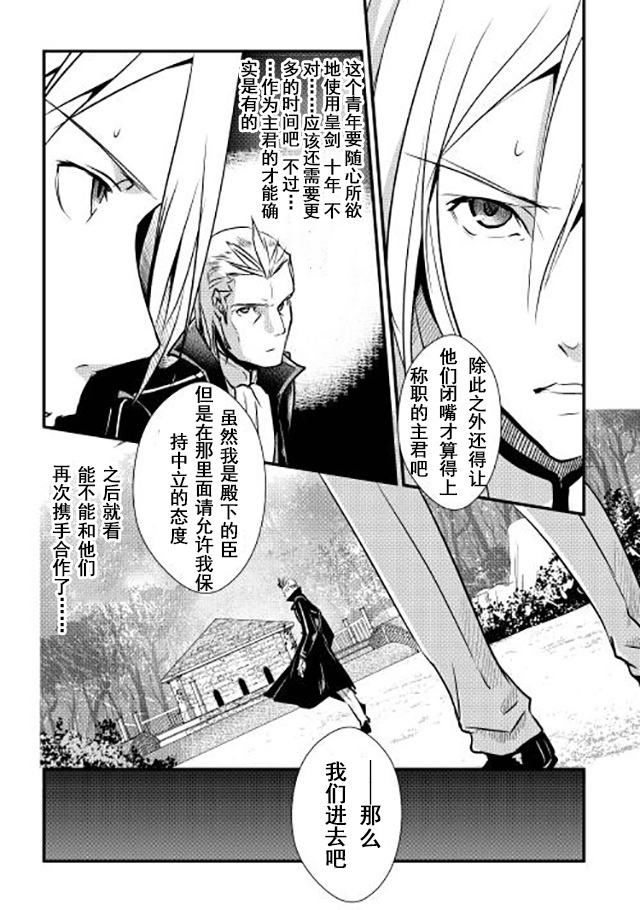 除此之外还得让
他们闭嘴才算得上
称职的主君吧
这个青年要随心所欲
地使用皇剑 十年 不
对……应该还需要更
多的时间吧 不过…
…作为主君的才能确
实是有的
虽然我是殿下的臣
但是在那里面请允许我保
持中立的态度
之后就看
能不能和他们
再次携手合作了……
——那么
我们进去吧